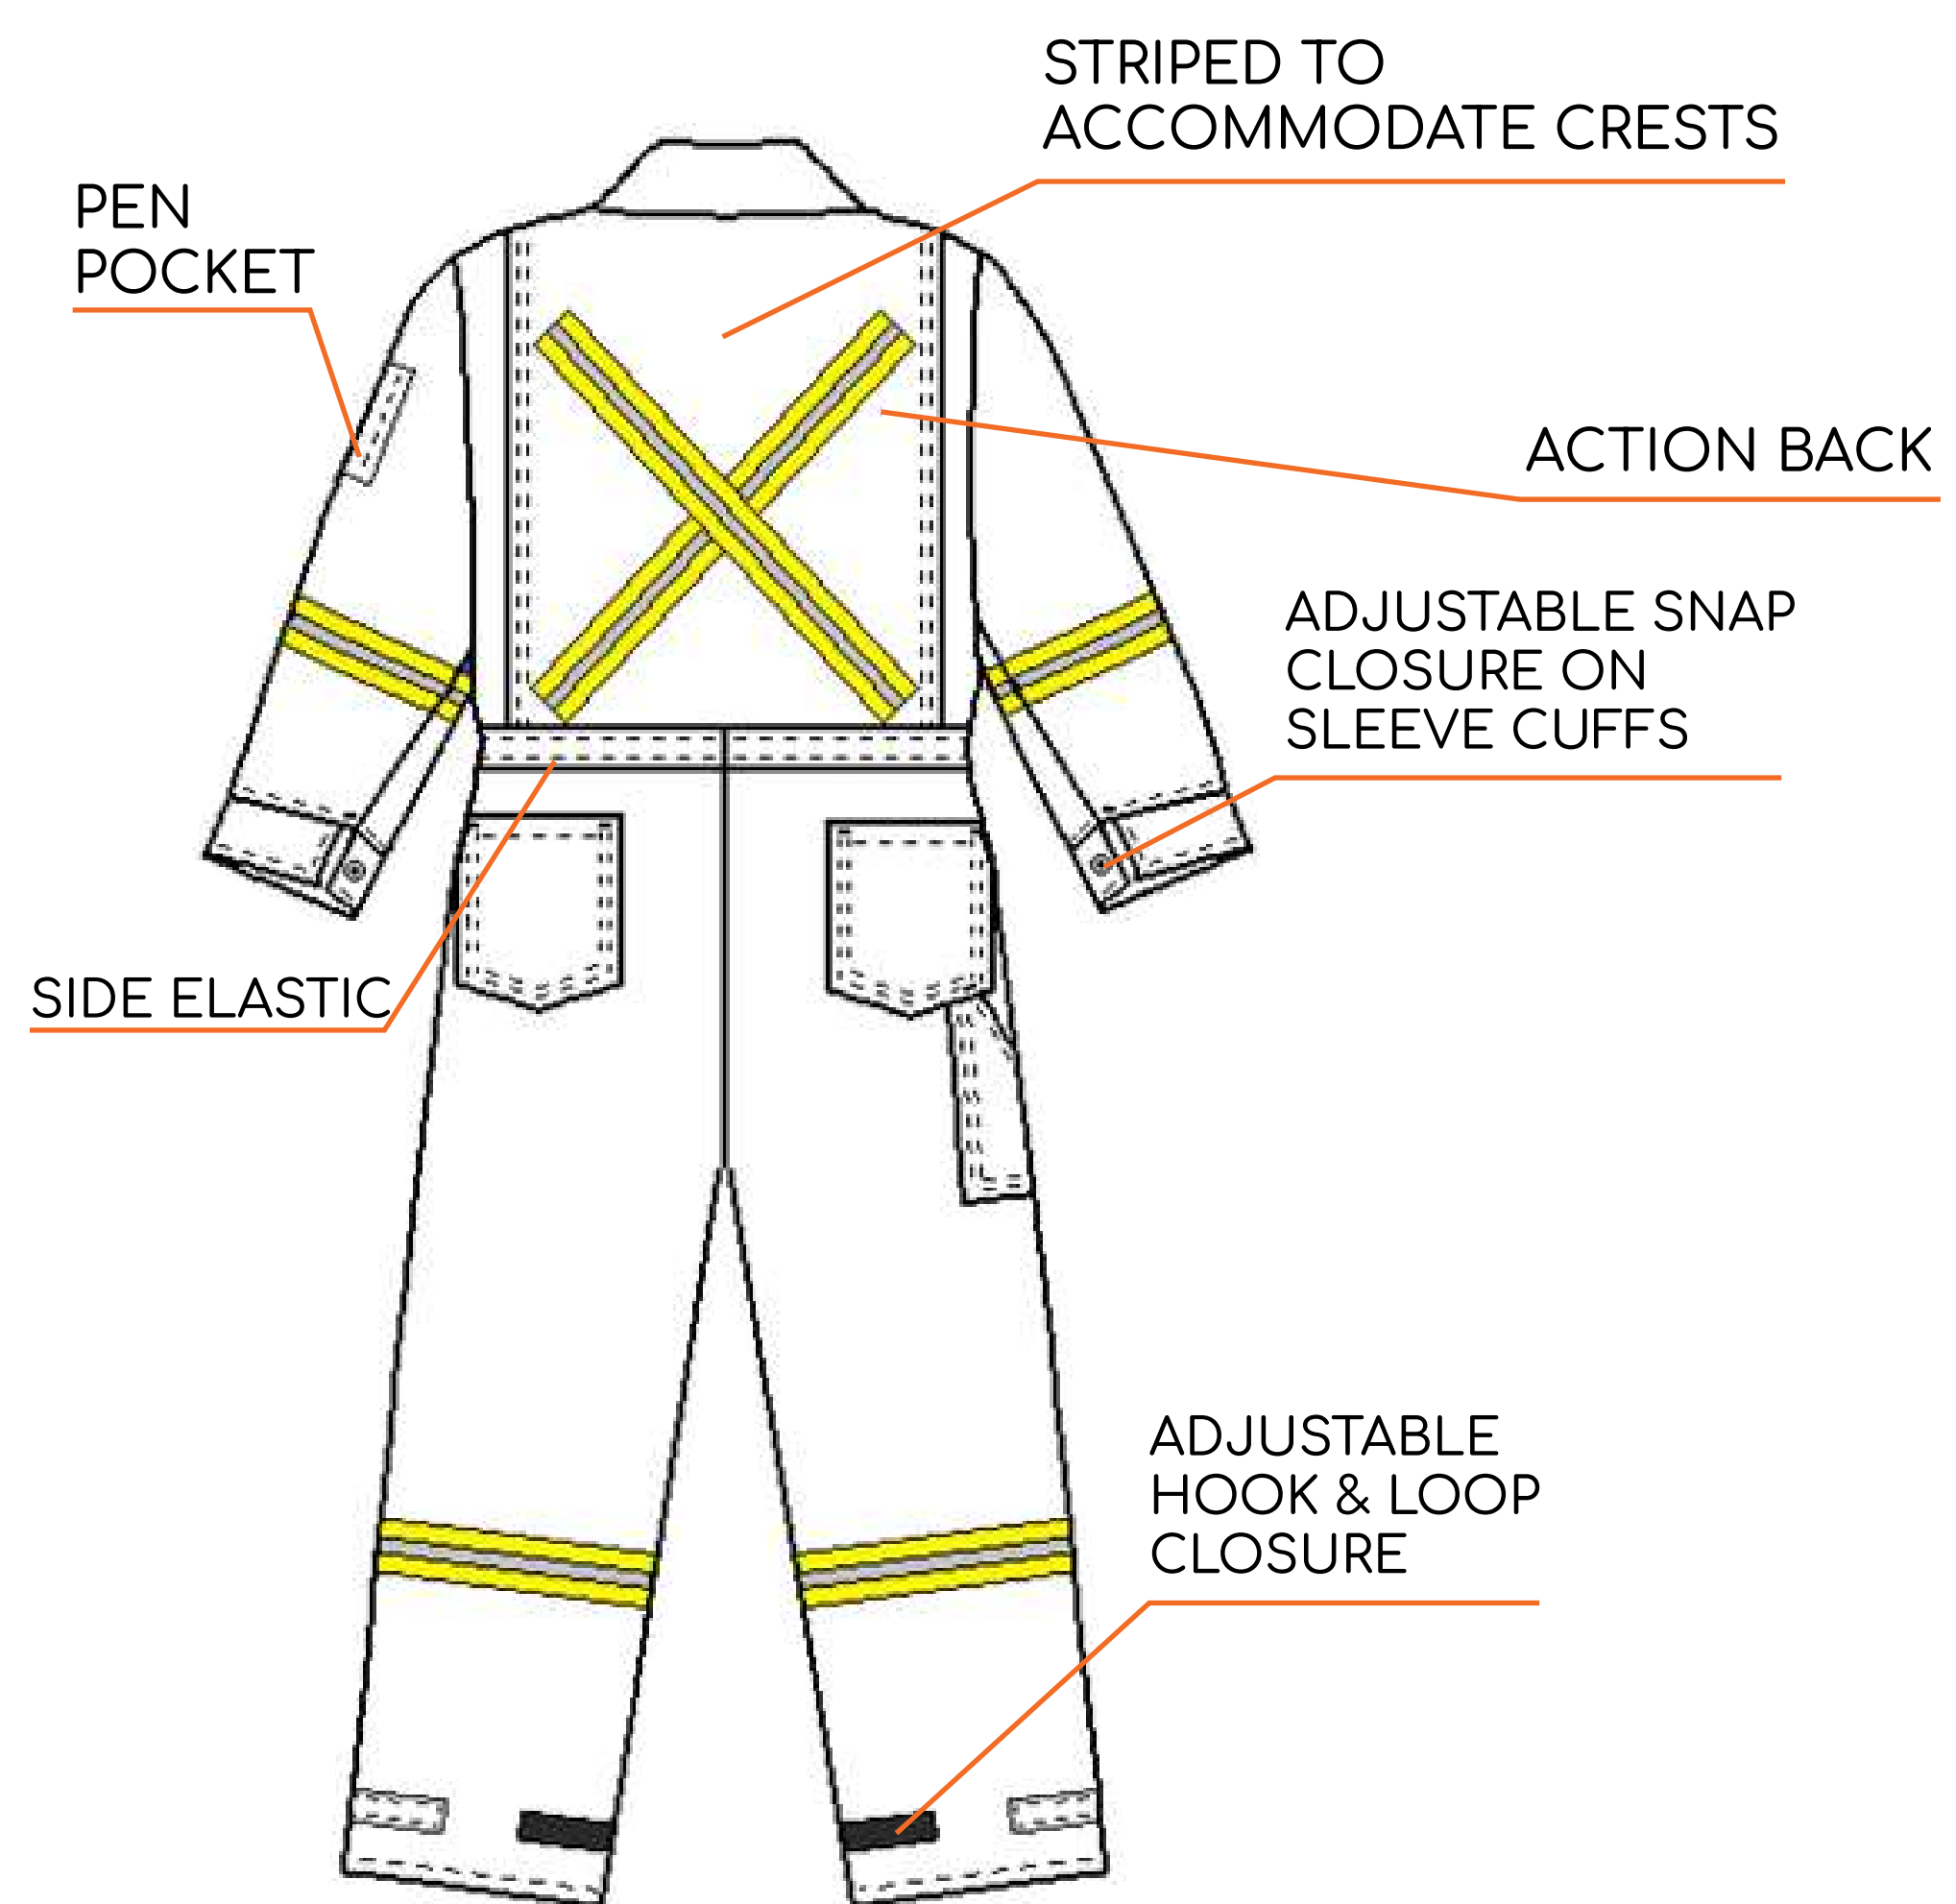 STRIPED TO
ACCOMMODATE CRESTS
PEN
POCKET
ACTION BACK
ADJUSTABLE SNAP
CLOSURE ON
SLEEVE CUFFS
SIDE ELASTIC
ADJUSTABLE
HOOK & LOOP
CLOSURE